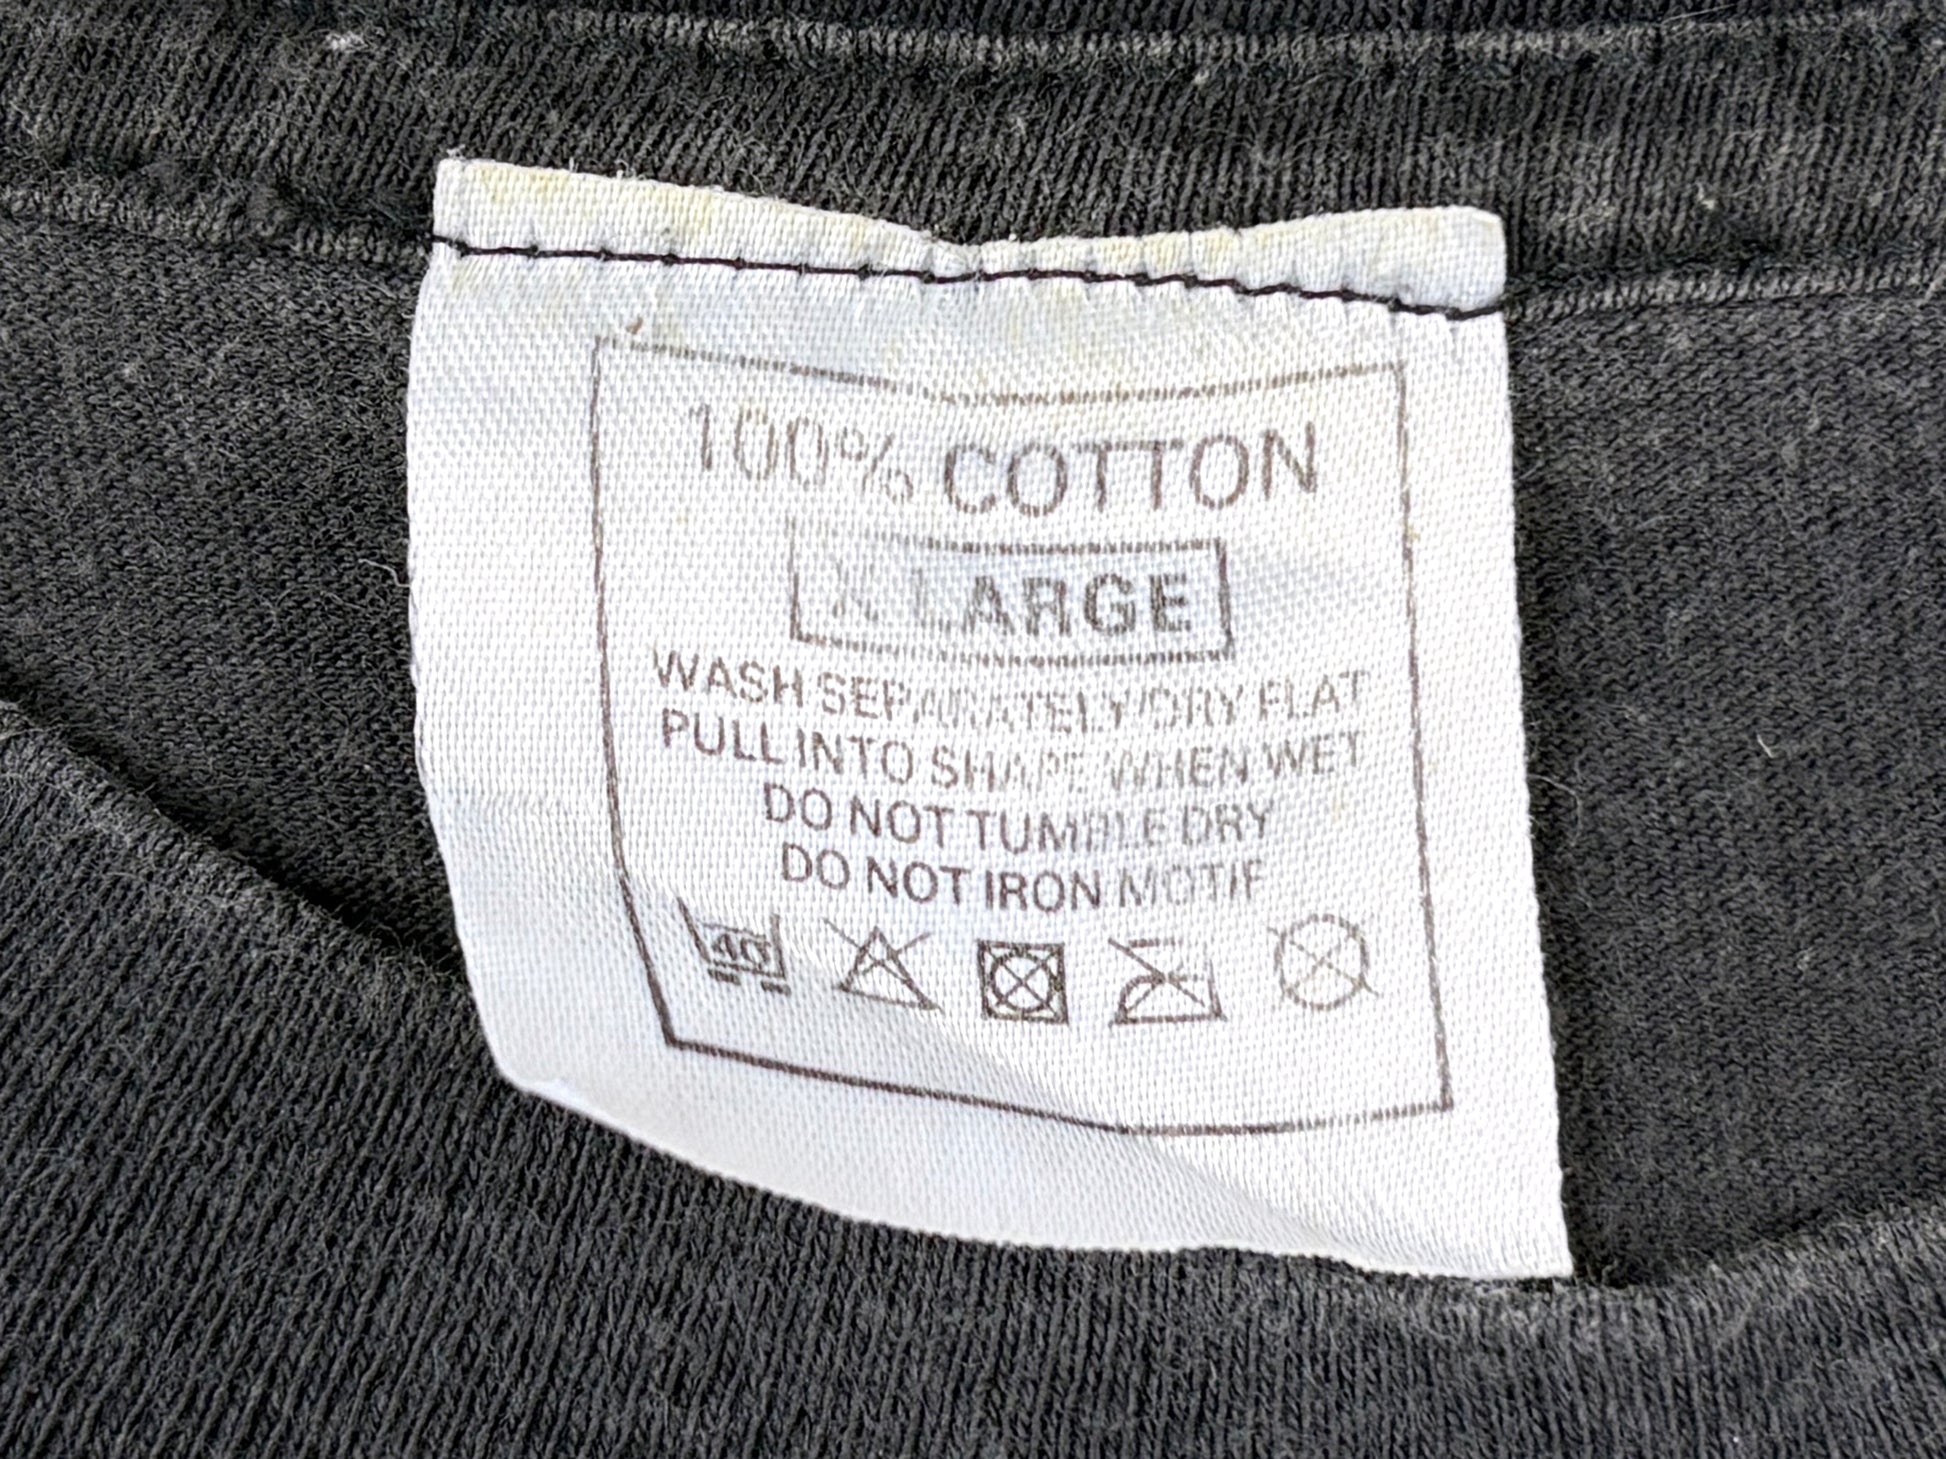 100% COTTON
X LARGE
WASH SEPARATELY/DRY FLAT
PULL INTO SHAPE WHEN WET
DO NOT TUMBLE DRY
DO NOT IRON MOTIF
40